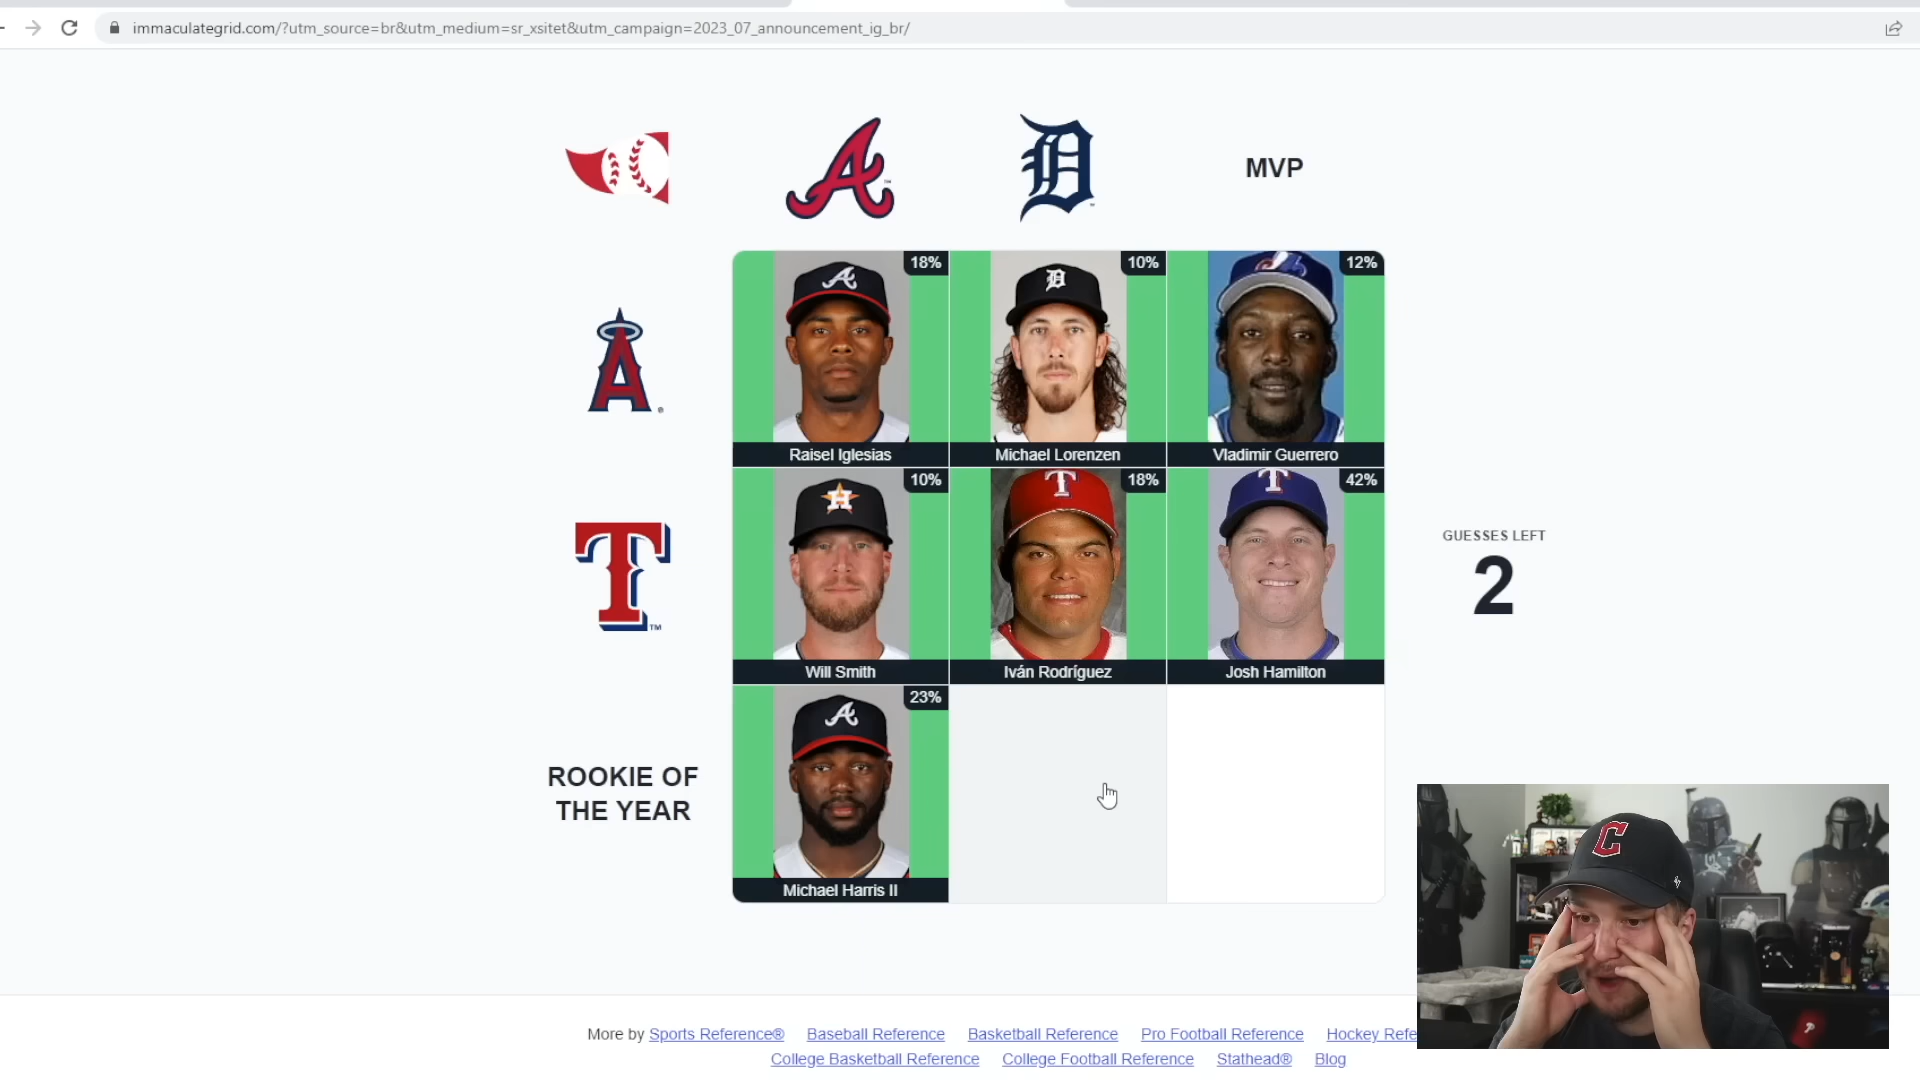 immaculategrid.com/?utm_source=br&utm_medium=sr_xsitet&utm_campaign=2023_07_announcement_ig_br/
A
D
MVP
18%
10%
12%
A
Raisel Iglesias
Michael Lorenzen
Vladimir Guerrero
10%
18%
42%
T
TM
Will Smith
Iván Rodríguez
Josh Hamilton
GUESSES LEFT
2
23%
ROOKIE OF
THE YEAR
Michael Harris II
C
More by Sports Reference® Baseball Reference Basketball Reference Pro Football Reference Hockey Refe
College Basketball Reference College Football Reference Stathead® Blog